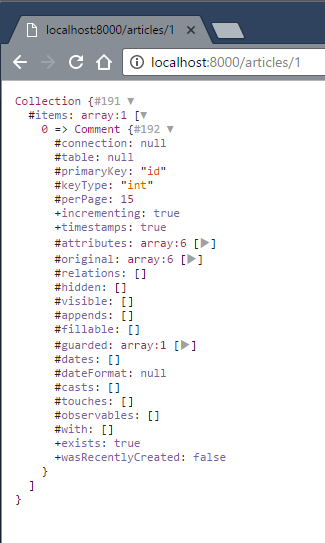 localhost:8000/articles/1
localhost:8000/articles/1
Collection {#191 ▼
  #items: array:1 [▼
    0 => Comment {#192 ▼
      #connection: null
      #table: null
      #primaryKey: "id"
      #keyType: "int"
      #perPage: 15
      +incrementing: true
      +timestamps: true
      #attributes: array:6 [▶]
      #original: array:6 [▶]
      #relations: []
      #hidden: []
      #visible: []
      #appends: []
      #fillable: []
      #guarded: array:1 [▶]
      #dates: []
      #dateFormat: null
      #casts: []
      #touches: []
      #observables: []
      #with: []
      +exists: true
      +wasRecentlyCreated: false
    }
  ]
}